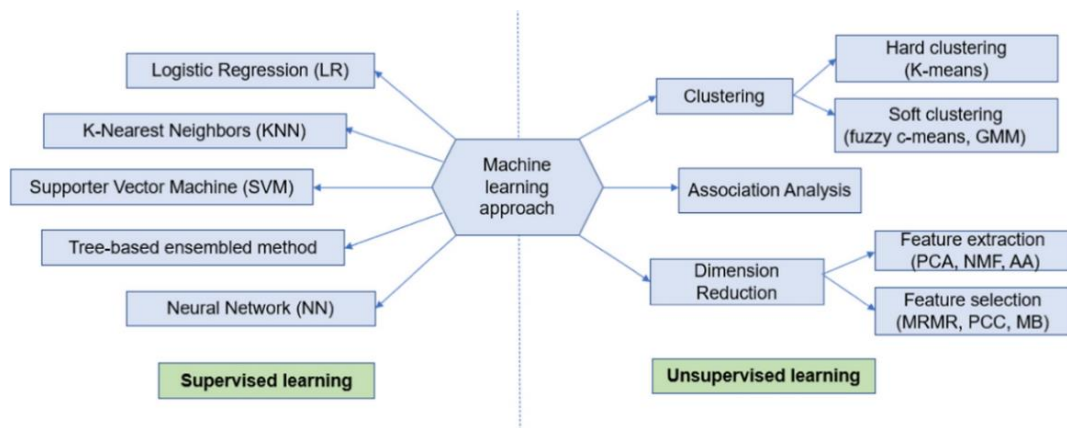 Logistic Regression (LR)
K-Nearest Neighbors (KNN)
Supporter Vector Machine (SVM)
Tree-based ensembled method
Neural Network (NN)
Supervised learning
Machine
learning
approach
Clustering
Hard clustering
(K-means)
Soft clustering
(fuzzy c-means, GMM)
Association Analysis
Dimension
Reduction
Feature extraction
(PCA, NMF, AA)
Feature selection
(MRMR, PCC, MB)
Unsupervised learning